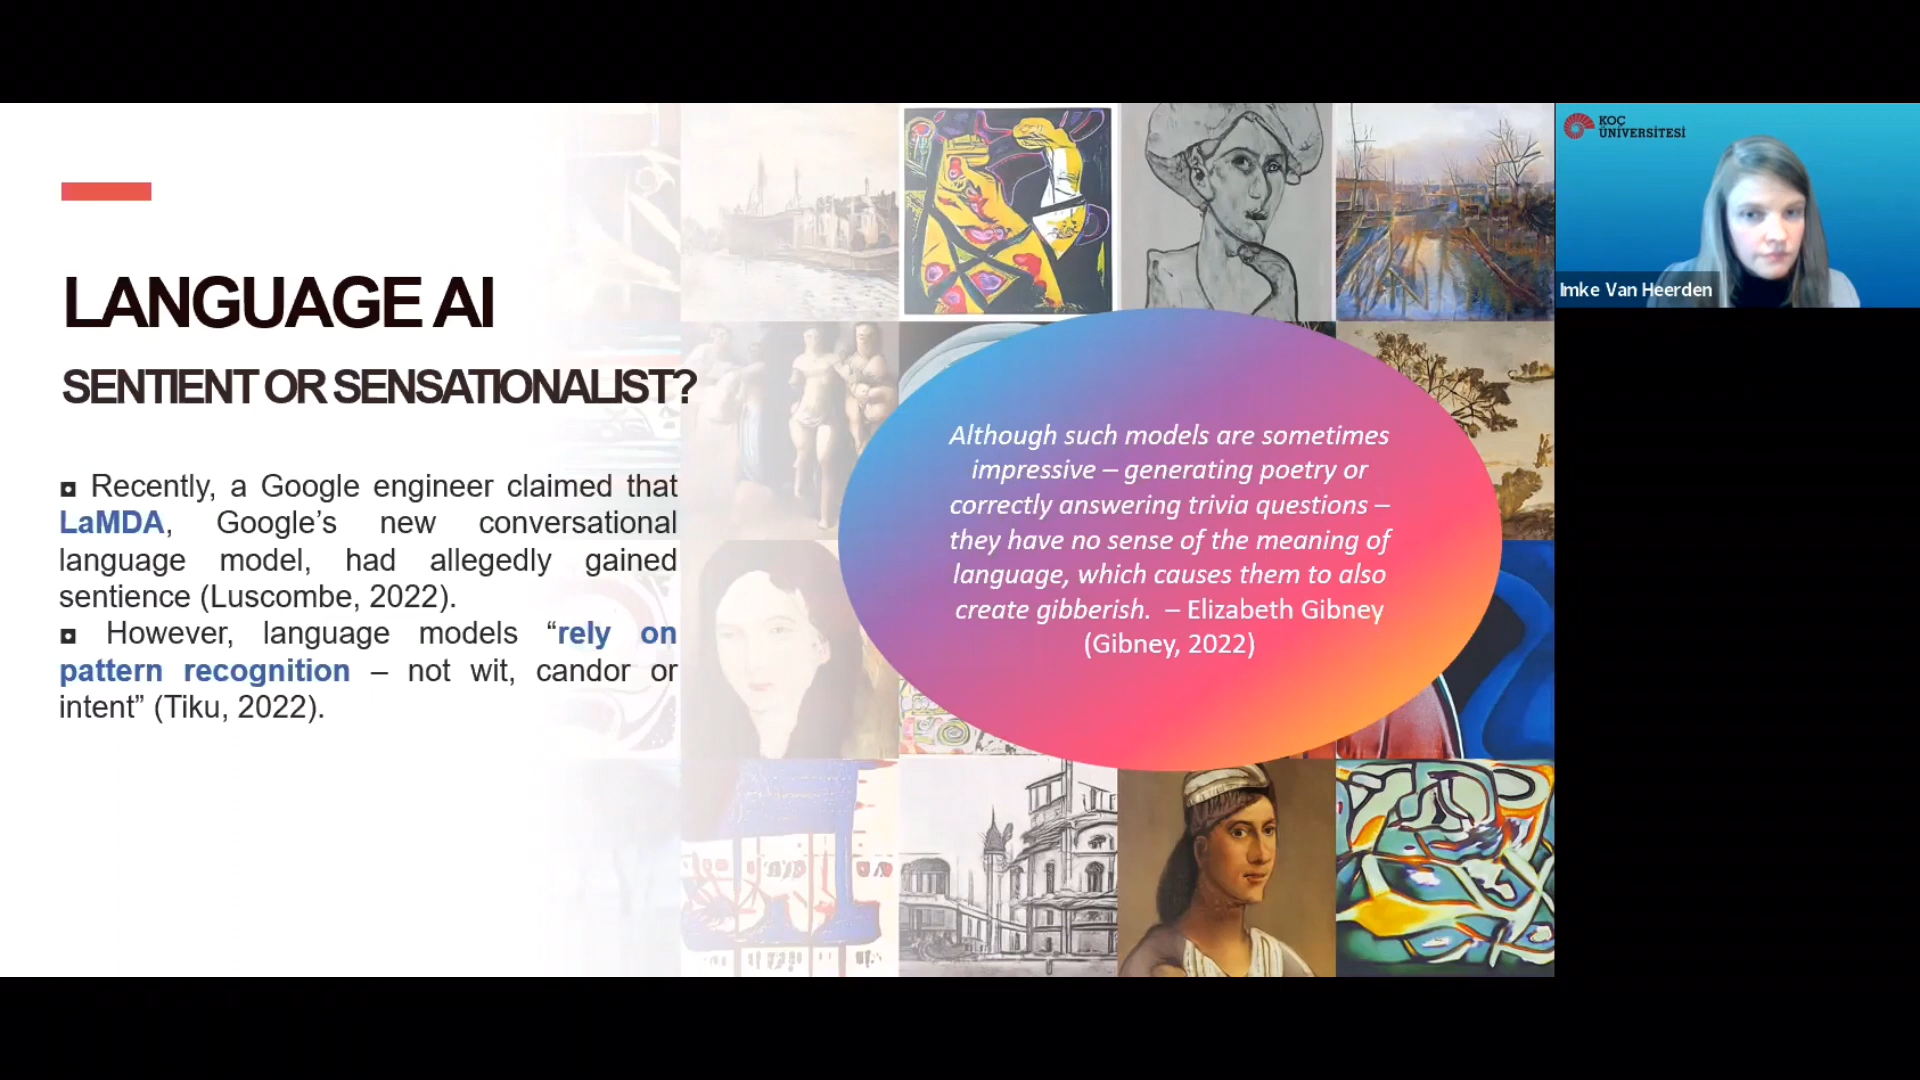 LANGUAGE AI
SENTIENT OR SENSATIONALIST?
Recently, a Google engineer claimed that
LaMDA, Google’s new conversational
language model, had allegedly gained
sentience (Luscombe, 2022).
However, language models “rely on
pattern recognition – not wit, candor or
intent” (Tiku, 2022).
Although such models are sometimes
impressive – generating poetry or
correctly answering trivia questions –
they have no sense of the meaning of
language, which causes them to also
create gibberish. – Elizabeth Gibney
(Gibney, 2022)
KOÇ
ÜNİVERSİTESİ
Imke Van Heerden